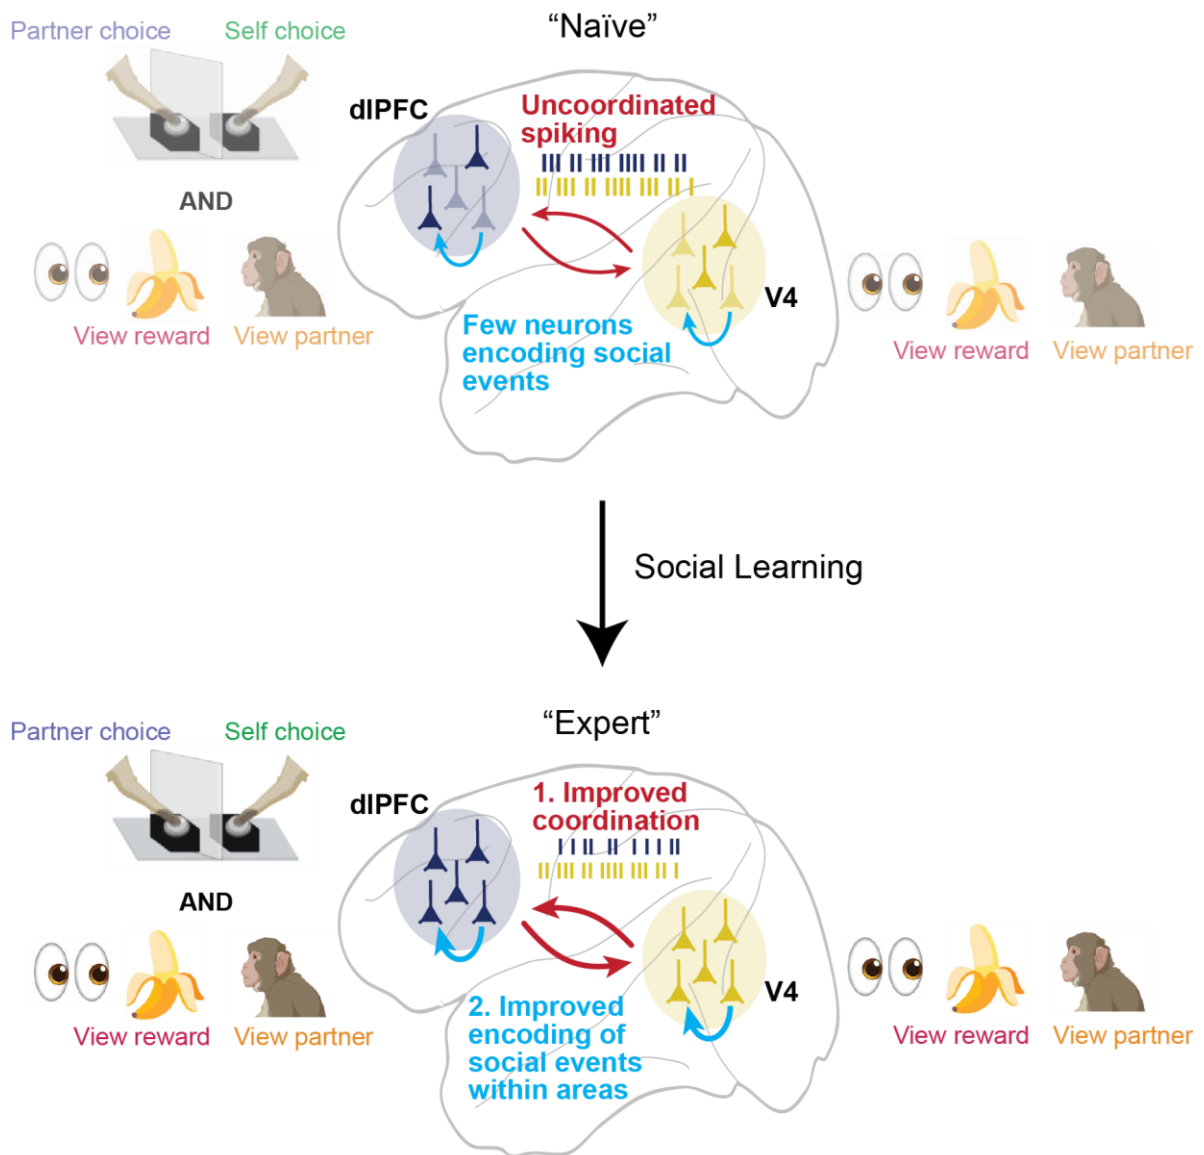 Partner choice
Self choice
“Naïve”
dlPFC
Uncoordinated
spiking
AND
V4
View reward
View partner
Few neurons
encoding social
events
View reward
View partner
Social Learning
Partner choice
Self choice
“Expert”
dlPFC
1. Improved
coordination
AND
V4
View reward
View partner
2. Improved
encoding of
social events
within areas
View reward
View partner